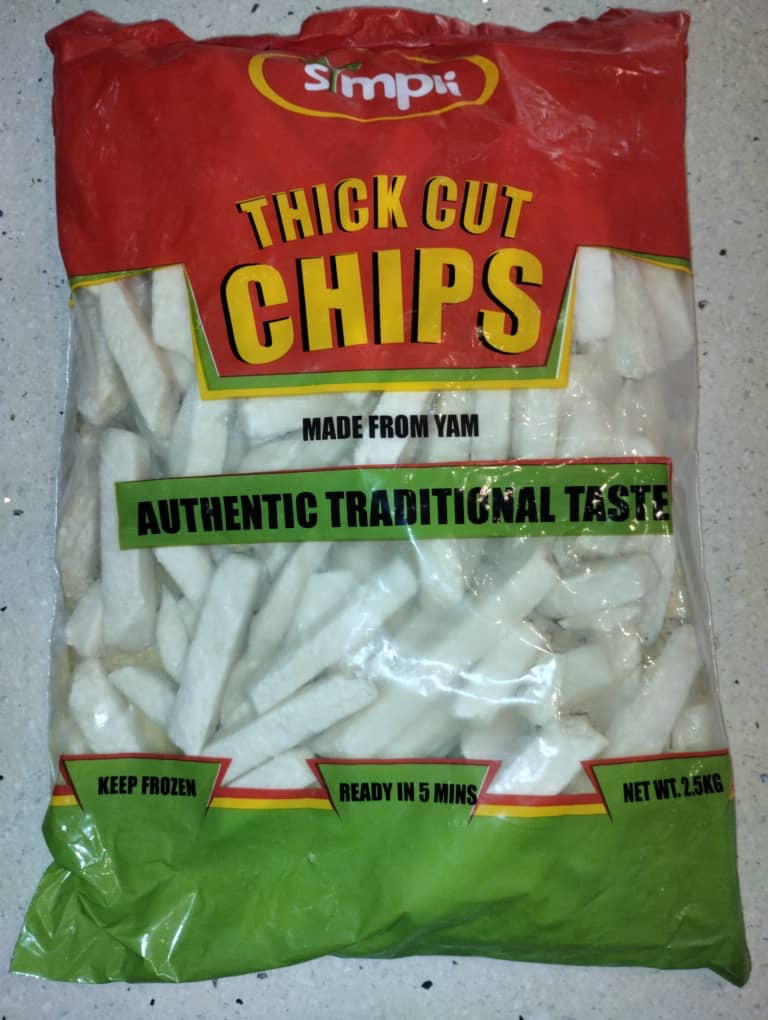 Simpli
THICK CUT
CHIPS
MADE FROM YAM
AUTHENTIC TRADITIONAL TASTE
KEEP FROZEN
READY IN 5 MINS
NET WT. 2.5KG